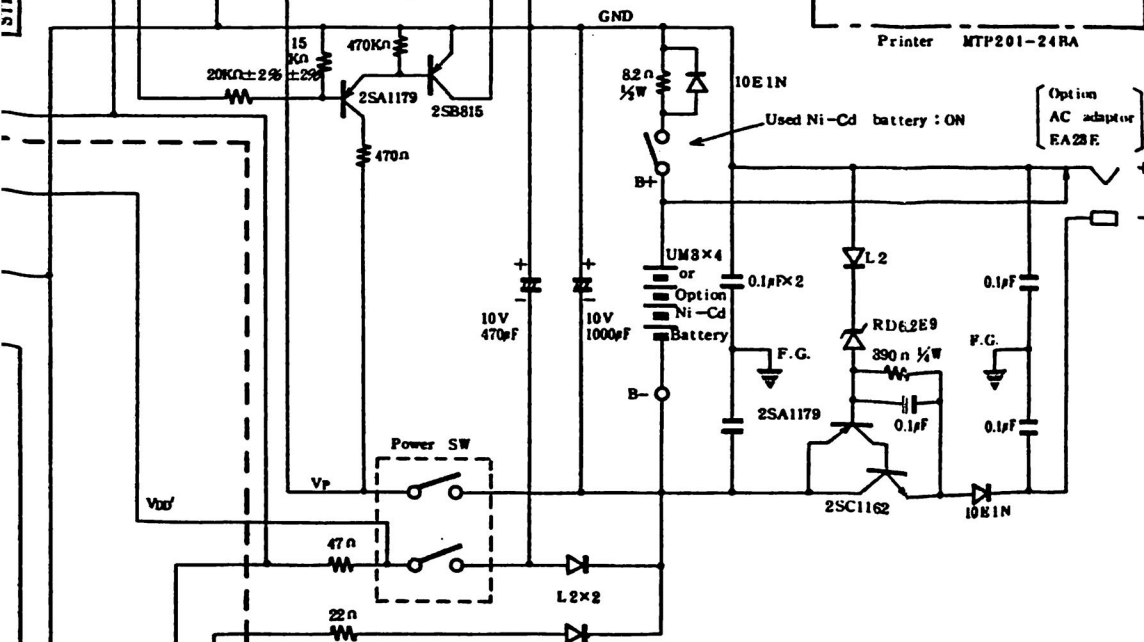 GND
Printer MTP201-24RA
15
KΩ
±2%
470KΩ
20KΩ±2%
2SA1179
2SB815
8.2Ω
½W
10E1N
Used Ni-Cd battery : ON
Option
AC adaptor
EA23E
470Ω
B+
+
UM3×4
or
Option
Ni-Cd
Battery
+
-
10V
470μF
+
-
10V
1000μF
0.1μF×2
L2
0.1μF
RD6.2E9
390Ω ¼W
F.G.
F.G.
B-
2SA1179
0.1μF
0.1μF
Power SW
VP
VDD'
2SC1162
10E1N
47Ω
L2×2
22Ω